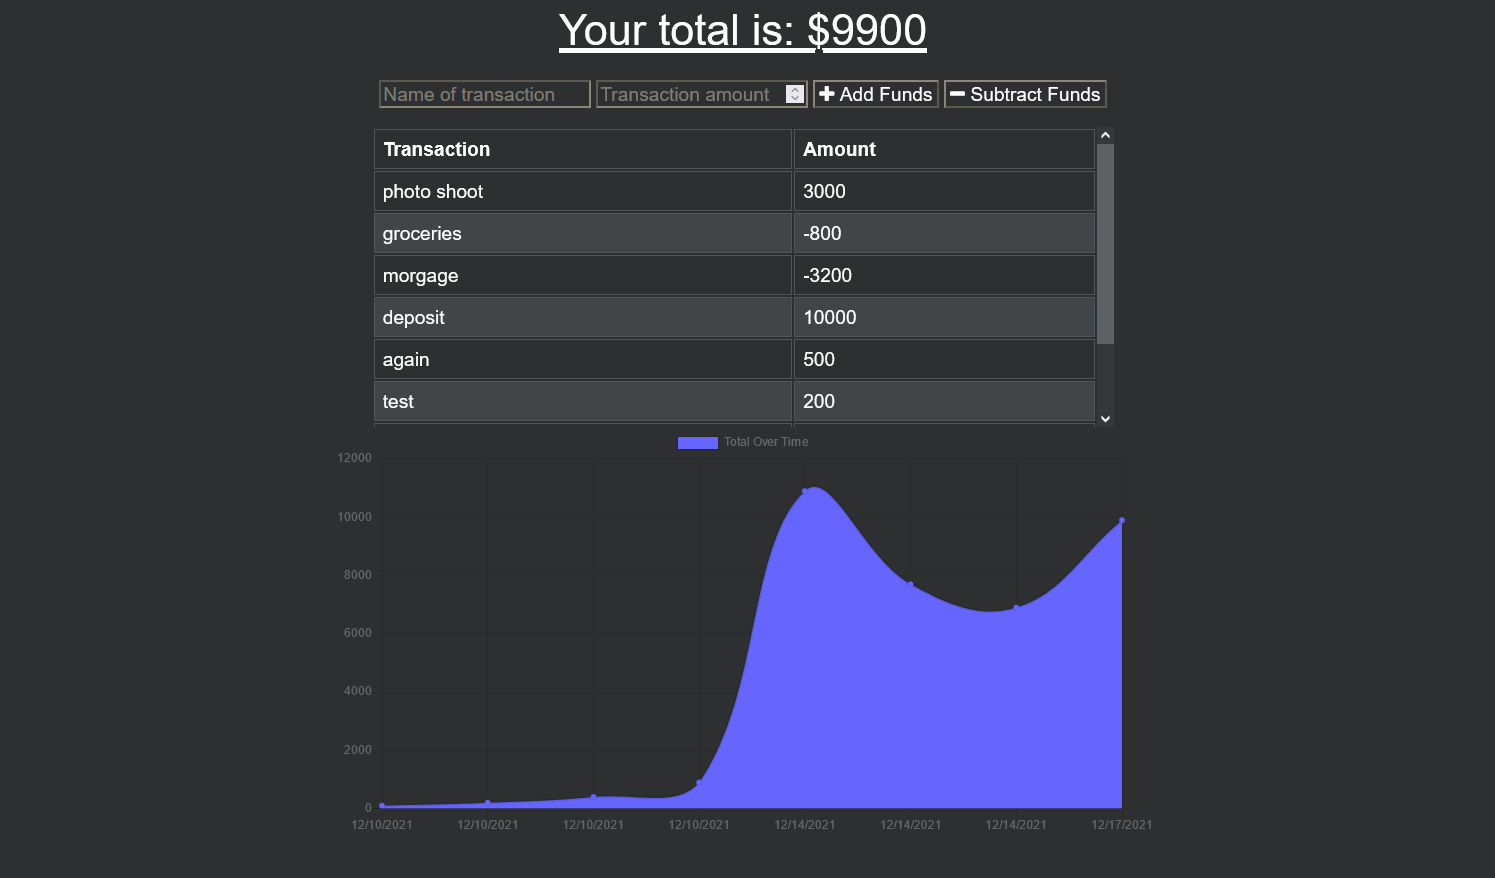 Your total is: $9900
Name of transaction Transaction amount Add Funds Subtract Funds
Transaction Amount
photo shoot 3000
groceries -800
morgage -3200
deposit 10000
again 500
test 200
Total Over Time
12000
10000
8000
6000
4000
2000
0
12/10/2021 12/10/2021 12/10/2021 12/10/2021 12/14/2021 12/14/2021 12/14/2021 12/17/2021